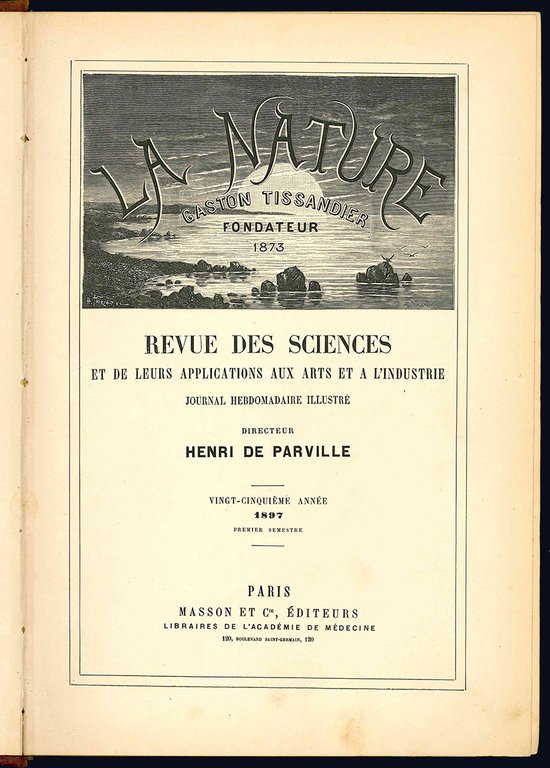 LA NATURE
GASTON TISSANDIER
FONDATEUR
1873
REVUE DES SCIENCES
ET DE LEURS APPLICATIONS AUX ARTS ET A L'INDUSTRIE
JOURNAL HEBDOMADAIRE ILLUSTRÉ
DIRECTEUR
HENRI DE PARVILLE
VINGT-CINQUIÈME ANNÉE
1897
PREMIER SEMESTRE
PARIS
MASSON ET Cie, ÉDITEURS
LIBRAIRES DE L'ACADÉMIE DE MÉDECINE
120, BOULEVARD SAINT-GERMAIN, 120